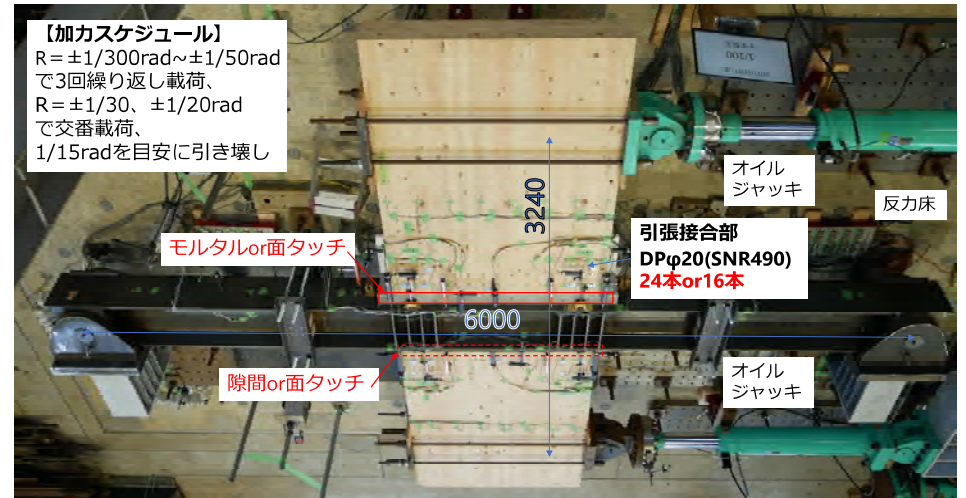 【加力スケジュール】
R＝±1/300rad~±1/50rad
で3回繰り返し載荷、
R＝±1/30、±1/20rad
で交番載荷、
1/15radを目安に引き壊し
1/100
オイル
ジャッキ
反力床
3240
引張接合部
DPφ20(SNR490)
24本or16本
モルタルor面タッチ
6000
隙間or面タッチ
オイル
ジャッキ